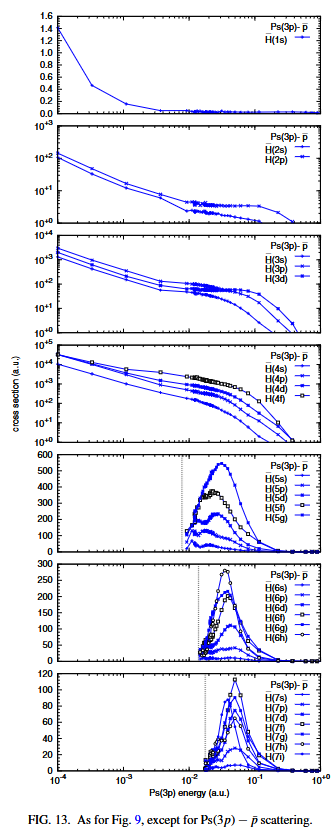 Ps(3p)- p̅
H̅(1s)
1.6
1.4
1.2
1.0
0.8
0.6
0.4
0.2
0.0
Ps(3p)- p̅
H̅(2s)
H̅(2p)
10+3
10+2
10+1
10+0
Ps(3p)- p̅
H̅(3s)
H̅(3p)
H̅(3d)
10+4
10+3
10+2
10+1
10+0
Ps(3p)- p̅
H̅(4s)
H̅(4p)
H̅(4d)
H̅(4f)
10+5
10+4
10+3
10+2
10+1
10+0
cross section (a.u.)
Ps(3p)- p̅
H̅(5s)
H̅(5p)
H̅(5d)
H̅(5f)
H̅(5g)
600
500
400
300
200
100
0
Ps(3p)- p̅
H̅(6s)
H̅(6p)
H̅(6d)
H̅(6f)
H̅(6g)
H̅(6h)
300
250
200
150
100
50
0
Ps(3p)- p̅
H̅(7s)
H̅(7p)
H̅(7d)
H̅(7f)
H̅(7g)
H̅(7h)
H̅(7i)
120
100
80
60
40
20
0
10-4 10-3 10-2 10-1 10+0
Ps(3p) energy (a.u.)
FIG. 13. As for Fig. 9, except for Ps(3p) − p̅ scattering.